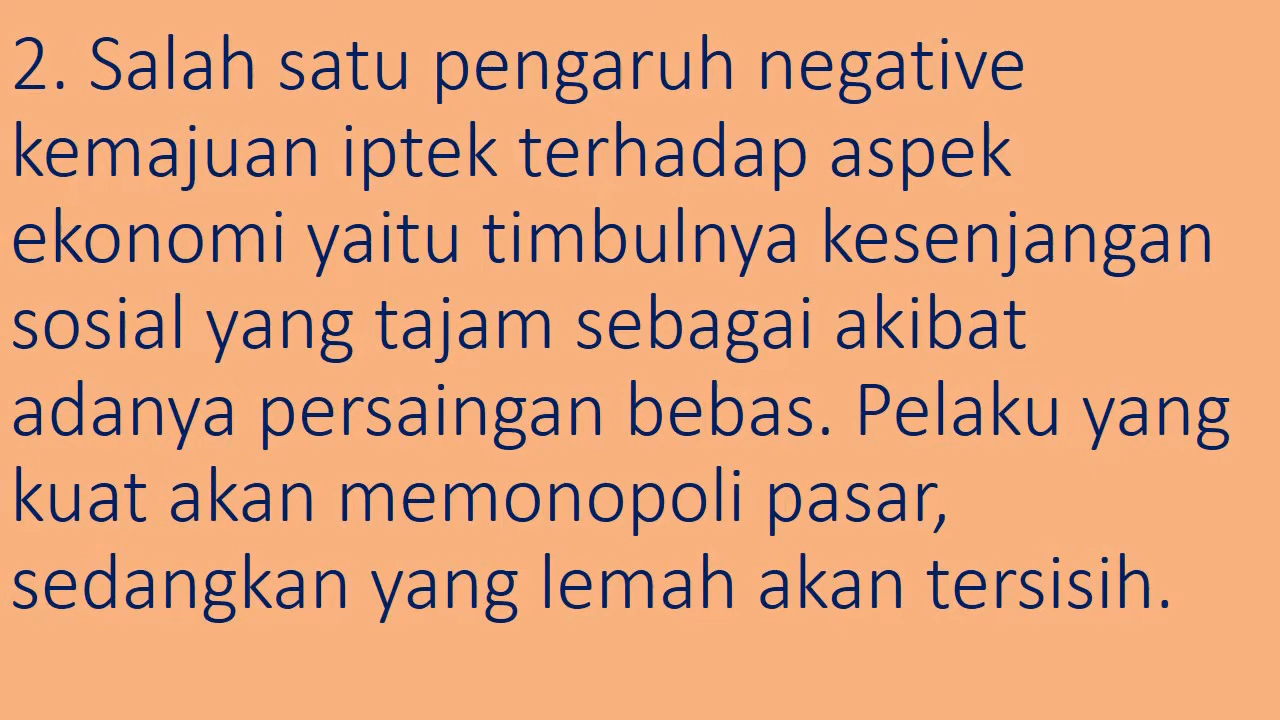 2. Salah satu pengaruh negative
kemajuan iptek terhadap aspek
ekonomi yaitu timbulnya kesenjangan
sosial yang tajam sebagai akibat
adanya persaingan bebas. Pelaku yang
kuat akan memonopoli pasar,
sedangkan yang lemah akan tersisih.